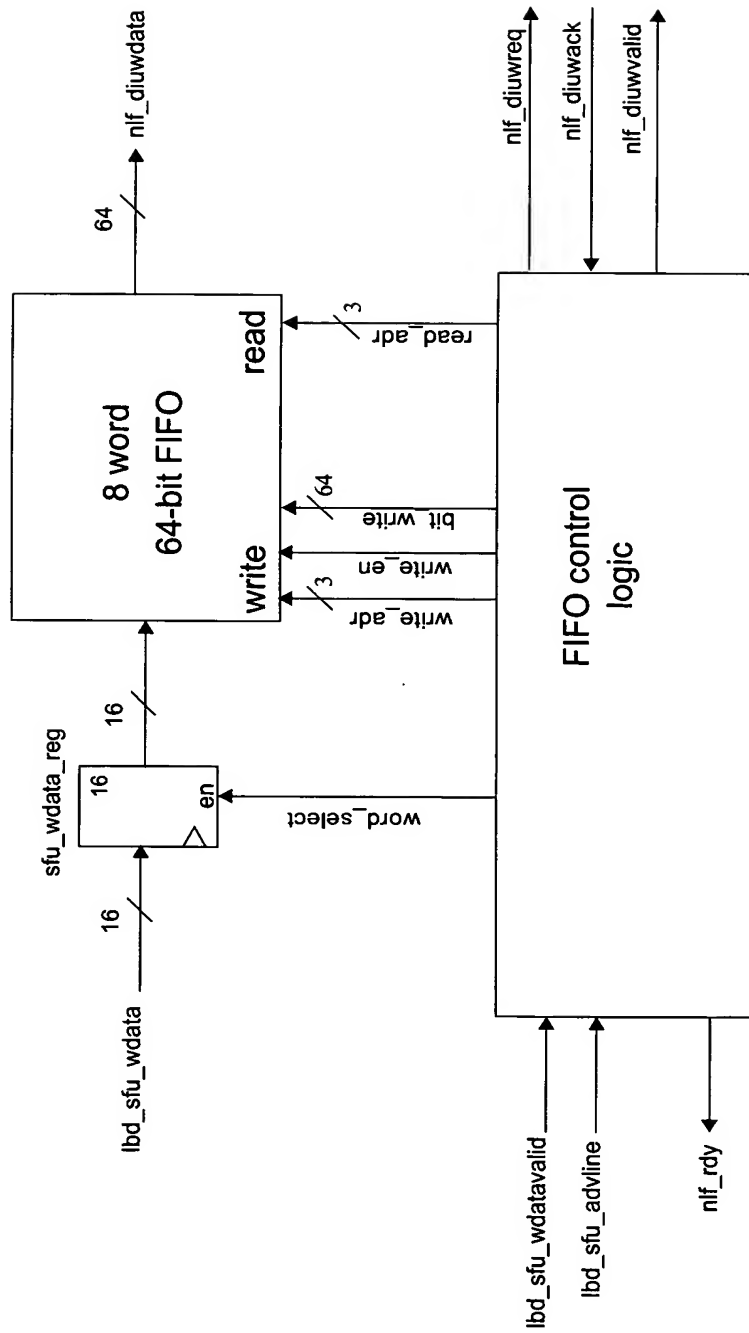 sfu_wdata_reg
lbd_sfu_wdata
16
16
en
16
8 word
64-bit FIFO
write
read
64
nlf_diuwdata
word_select
write_adr
3
write_en
bit_write
64
read_adr
3
lbd_sfu_wdatavalid
lbd_sfu_advline
nlf_rdy
FIFO control
logic
nlf_diuwreq
nlf_diuwack
nlf_diuwvalid